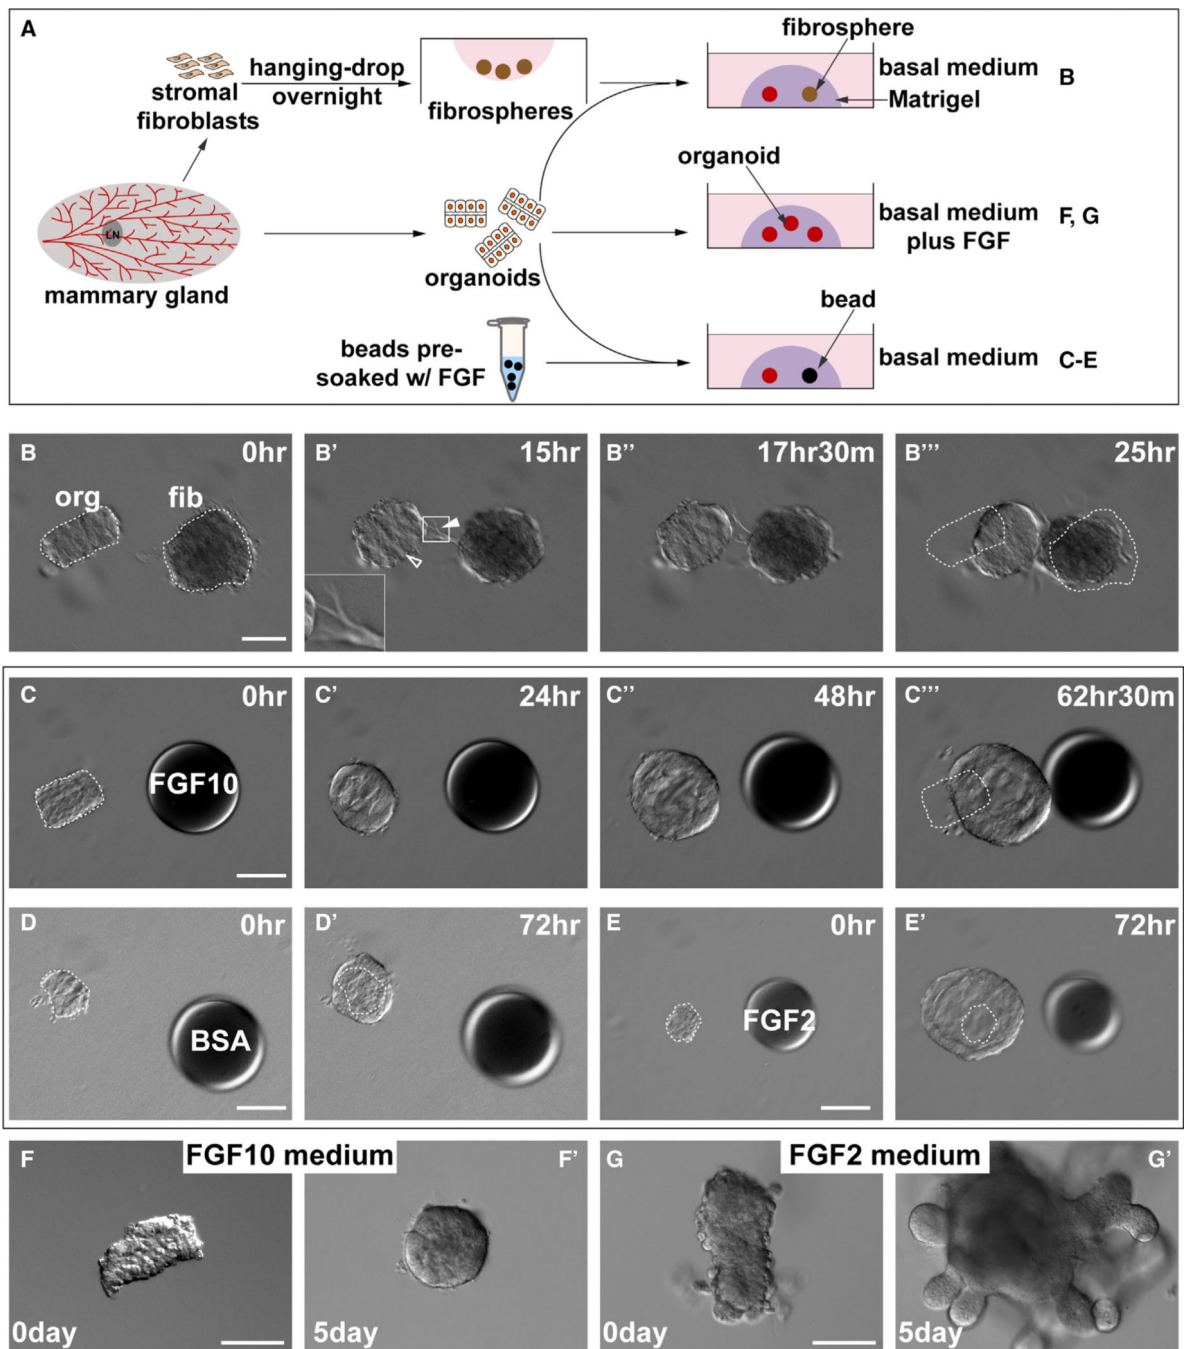 A
stromal
fibroblasts
hanging-drop
overnight
fibrospheres
fibrosphere
basal medium
Matrigel
B
LN
mammary gland
organoids
organoid
basal medium
plus FGF
F, G
beads pre-
soaked w/ FGF
bead
basal medium
C-E
B
0hr
org
fib
B’
15hr
B’’
17hr30m
B’’’
25hr
C
0hr
FGF10
C’
24hr
C’’
48hr
C’’’
62hr30m
D
0hr
BSA
D’
72hr
E
0hr
FGF2
E’
72hr
F
FGF10 medium
F’
G
FGF2 medium
G’
0day
5day
0day
5day